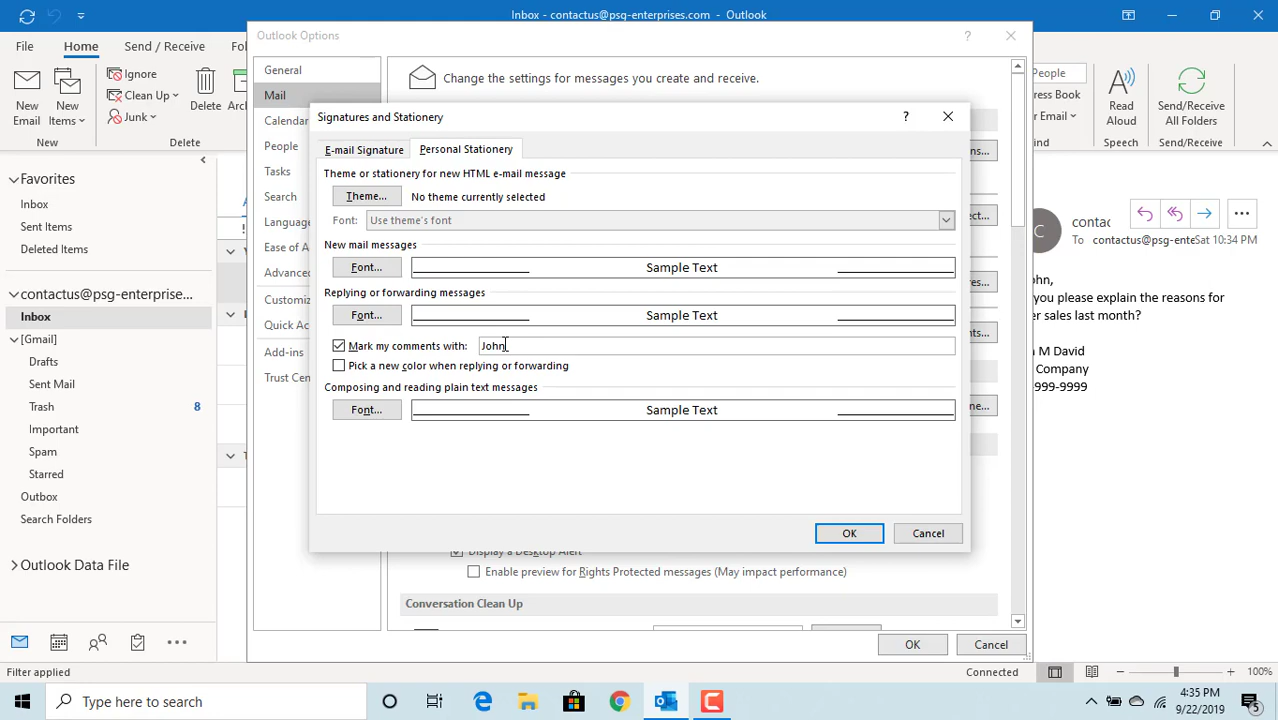 Inbox - contactus@psg-enterprises.com - Outlook
File
Home
Send / Receive
Outlook Options
New Email
New Items
Ignore
Clean Up
Junk
Delete
New
Delete
People
Read Aloud
Speech
Send/Receive All Folders
Send/Receive
General
Mail
People
Tasks
Search
Language
Advanced
Add-ins
Change the settings for messages you create and receive.
Signatures and Stationery
E-mail Signature
Personal Stationery
Theme or stationery for new HTML e-mail message
Theme...
No theme currently selected
Font:
Use theme's font
New mail messages
Font...
Sample Text
Replying or forwarding messages
Font...
Sample Text
Mark my comments with:
John
Pick a new color when replying or forwarding
Composing and reading plain text messages
Font...
Sample Text
OK
Cancel
Display a Desktop Alert
Enable preview for Rights Protected messages (May impact performance)
Conversation Clean Up
OK
Cancel
Favorites
Inbox
Sent Items
Deleted Items
contactus@psg-enterprise...
Inbox
[Gmail]
Drafts
Sent Mail
Trash 8
Important
Spam
Starred
Outbox
Search Folders
Outlook Data File
C
contac
To contactus@psg-ente
Sat 10:34 PM
you please explain the reasons for
er sales last month?
M David
Company
999-9999
Filter applied
Connected
100%
Type here to search
4:35 PM
9/22/2019
5